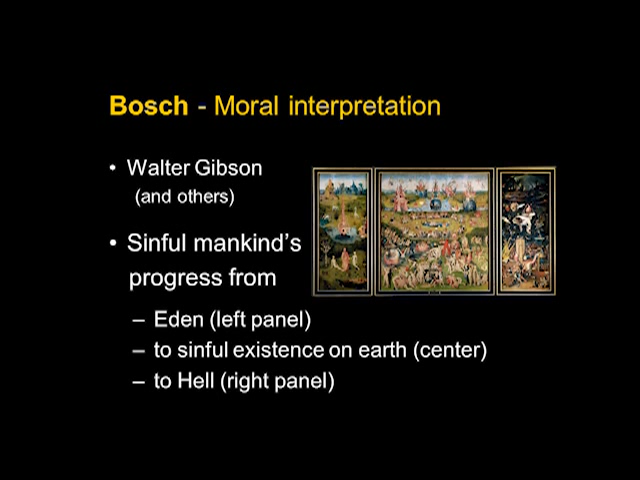 Bosch - Moral interpretation
• Walter Gibson
(and others)
• Sinful mankind's
progress from
– Eden (left panel)
– to sinful existence on earth (center)
– to Hell (right panel)